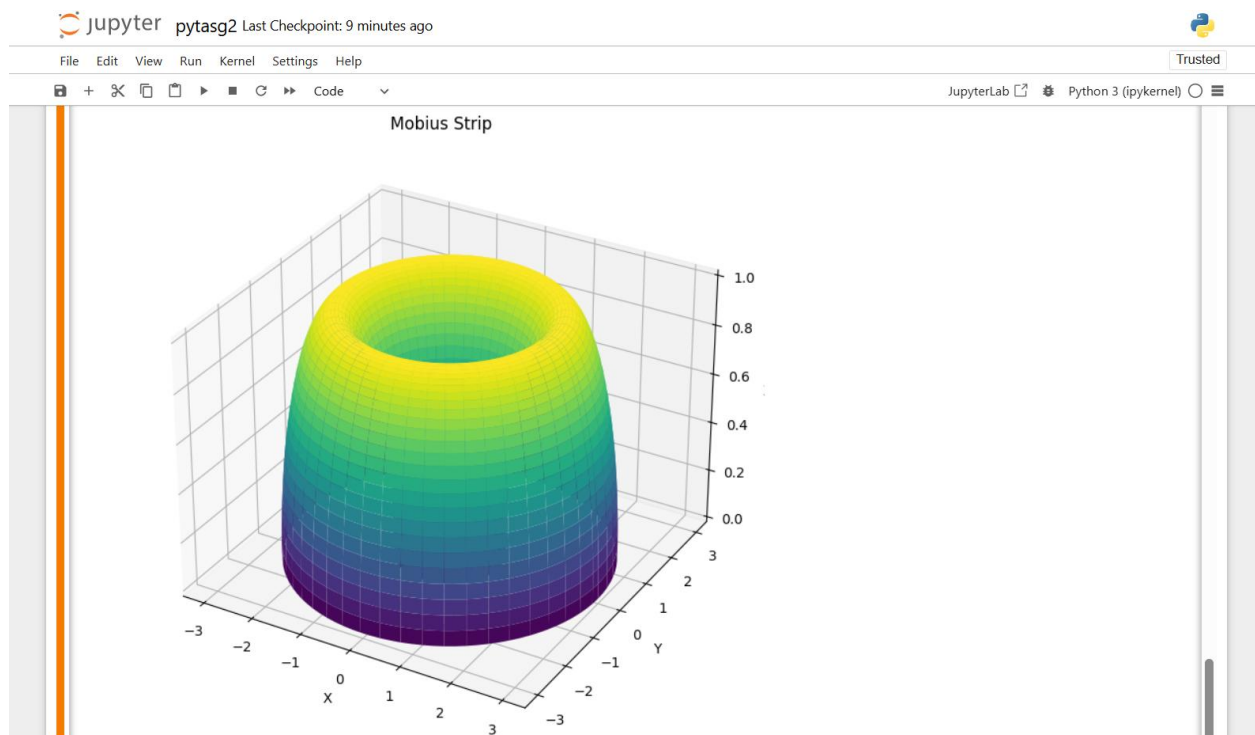 jupyter pytasg2 Last Checkpoint: 9 minutes ago
File Edit View Run Kernel Settings Help
Trusted
Code
JupyterLab
Python 3 (ipykernel)
Mobius Strip
1.0
0.8
0.6
0.4
0.2
0.0
3
2
1
0
−1
−2
−3
Y
−3
−2
−1
0
1
2
3
X